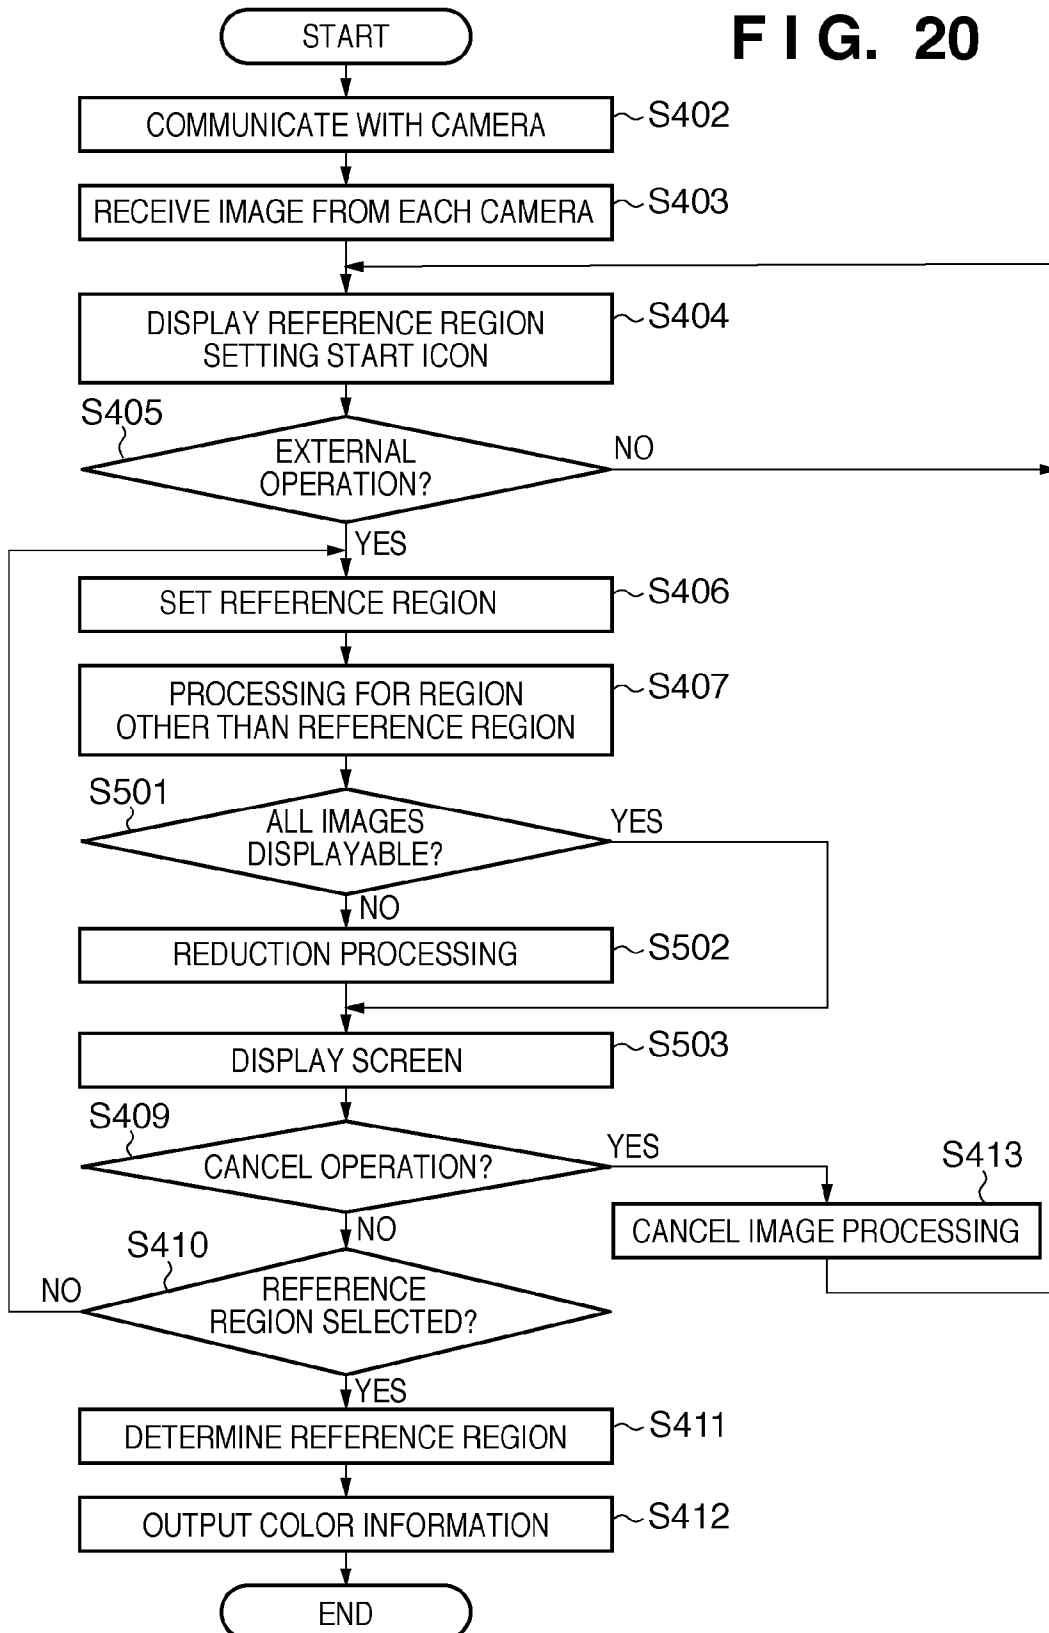 FIG. 20
START
COMMUNICATE WITH CAMERA
S402
RECEIVE IMAGE FROM EACH CAMERA
S403
DISPLAY REFERENCE REGION
SETTING START ICON
S404
S405
EXTERNAL
OPERATION?
NO
YES
SET REFERENCE REGION
S406
PROCESSING FOR REGION
OTHER THAN REFERENCE REGION
S407
S501
ALL IMAGES
DISPLAYABLE?
YES
NO
REDUCTION PROCESSING
S502
DISPLAY SCREEN
S503
S409
CANCEL OPERATION?
YES
S413
CANCEL IMAGE PROCESSING
NO
S410
REFERENCE
REGION SELECTED?
NO
YES
DETERMINE REFERENCE REGION
S411
OUTPUT COLOR INFORMATION
S412
END